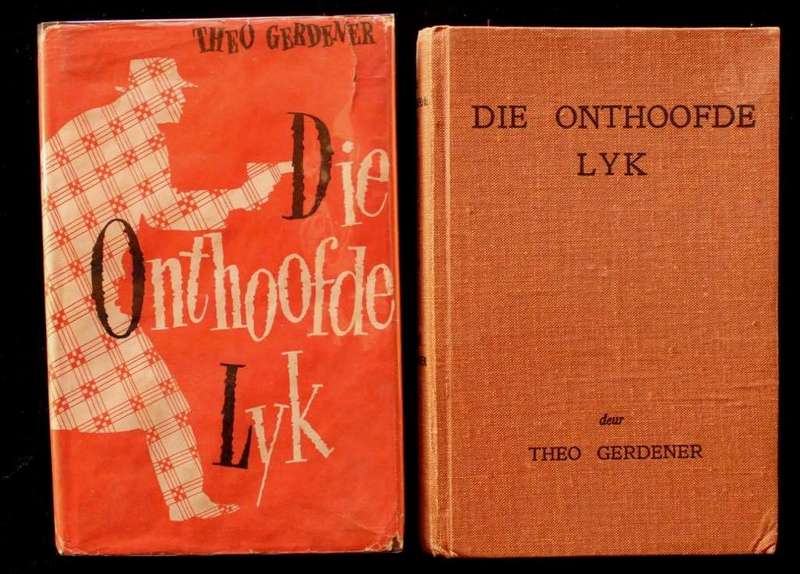 THEO GERDENER
Die
Onthoofde
Lyk
DIE ONTHOOFDE
LYK
deur
THEO GERDENER